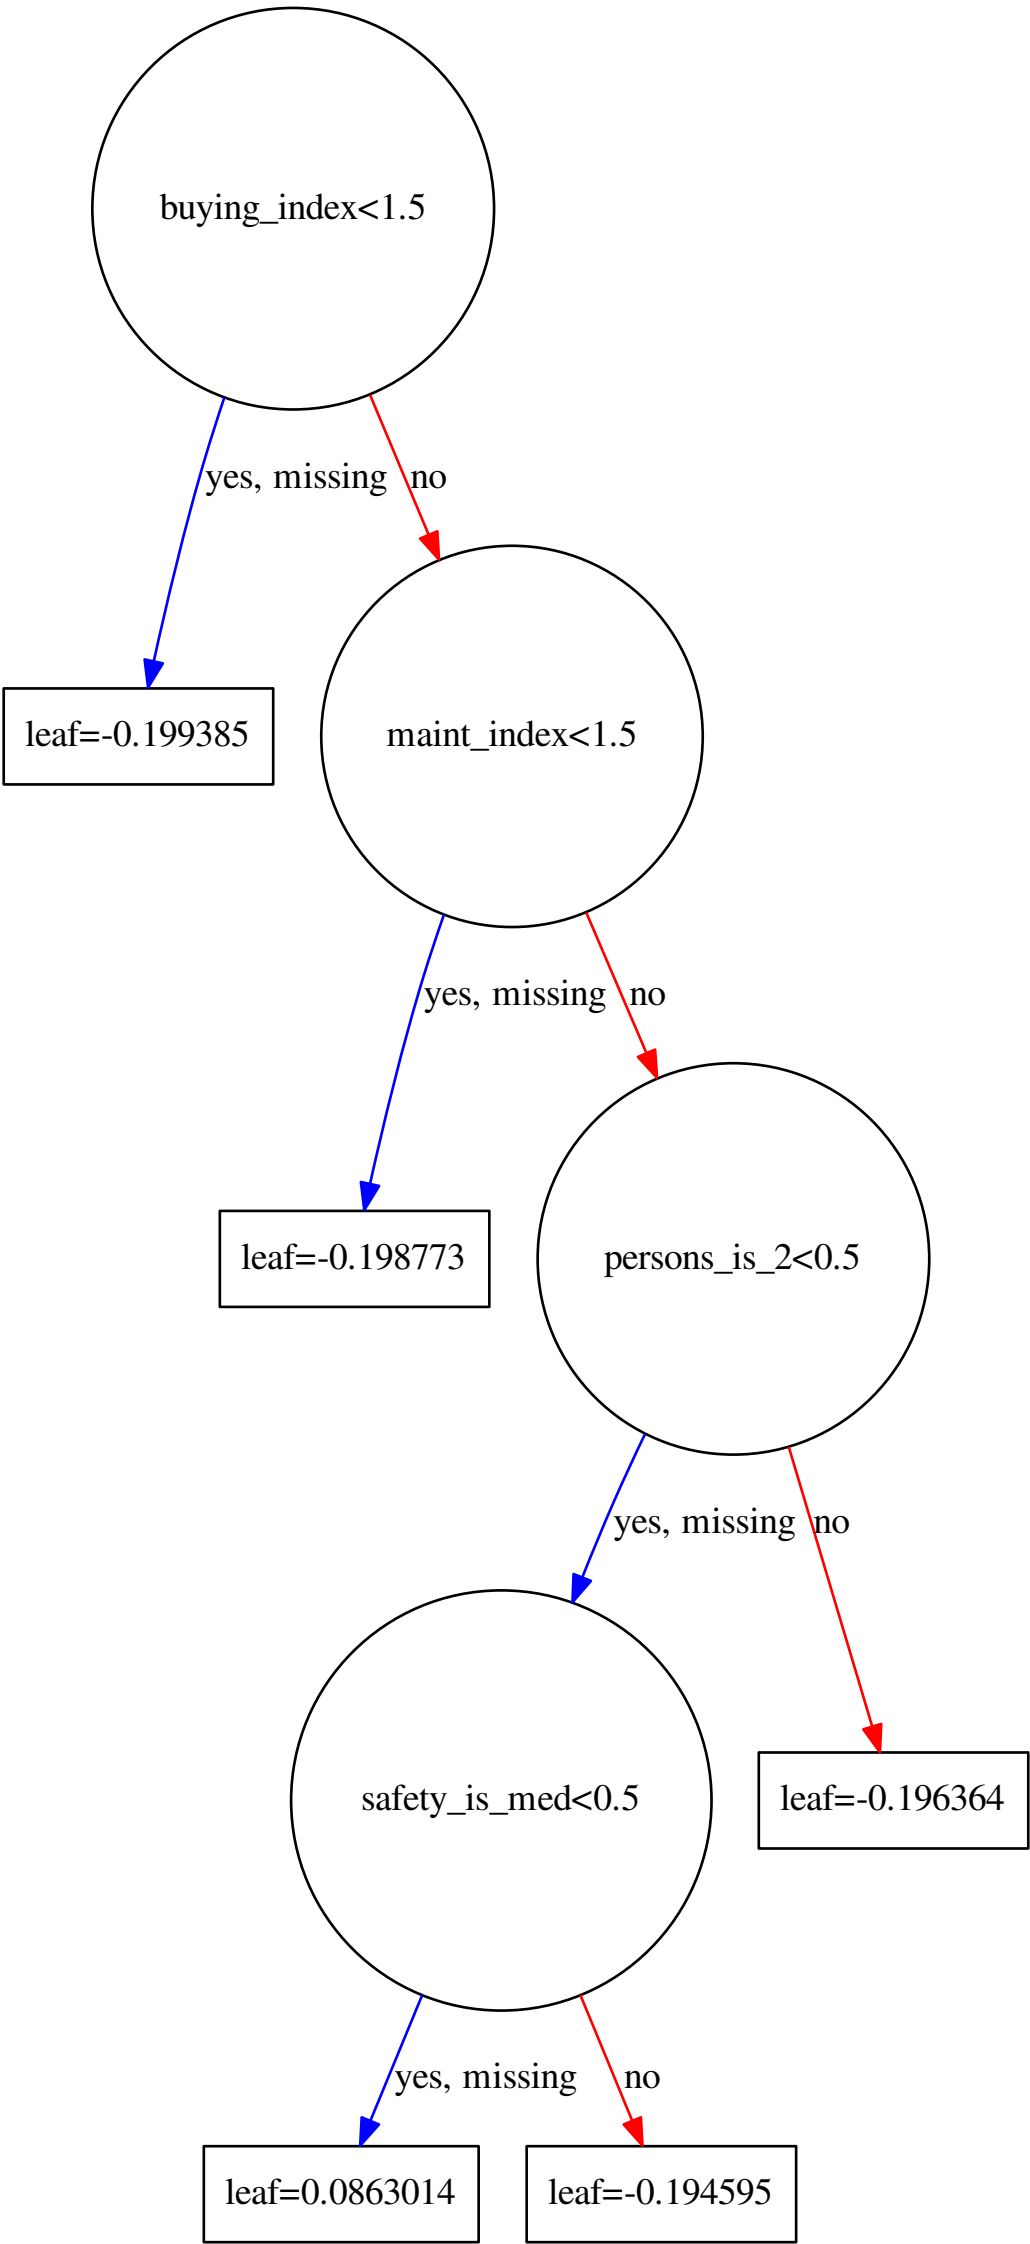 buying_index<1.5
yes, missing
no
leaf=-0.199385
maint_index<1.5
yes, missing
no
leaf=-0.198773
persons_is_2<0.5
yes, missing
no
safety_is_med<0.5
leaf=-0.196364
yes, missing
no
leaf=0.0863014
leaf=-0.194595